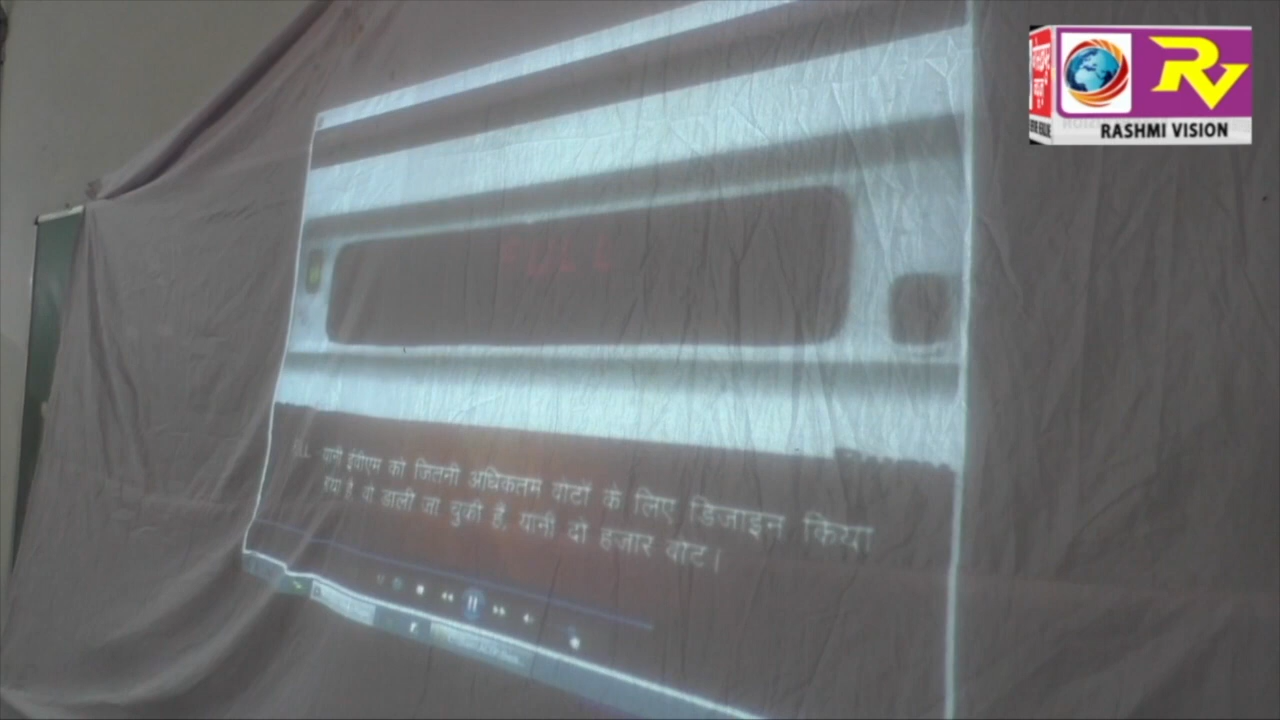 RASHMI VISION
FULL
यानी ईवीएम को जितनी अधिकतम वोटों के लिए डिजाइन किया
गया है, वो डाली जा चुकी हैं, यानी दो हजार वोट।